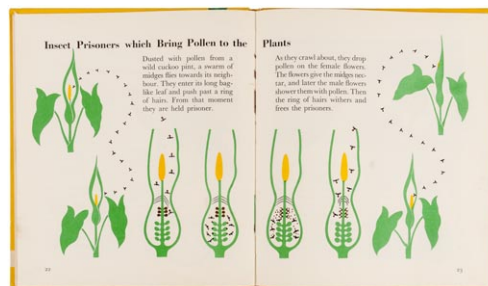 Insect Prisoners which Bring Pollen to the Plants
Dusted with pollen from a
wild cuckoo pint, a swarm of
midges flies towards its neigh-
bour. They enter its long bag-
like leaf and push past a ring
of hairs. From that moment
they are held prisoner.
As they crawl about, they drop
pollen on the female flowers.
The flowers give the midges nec-
tar, and later the male flowers
shower them with pollen. Then
the ring of hairs withers and
frees the prisoners.